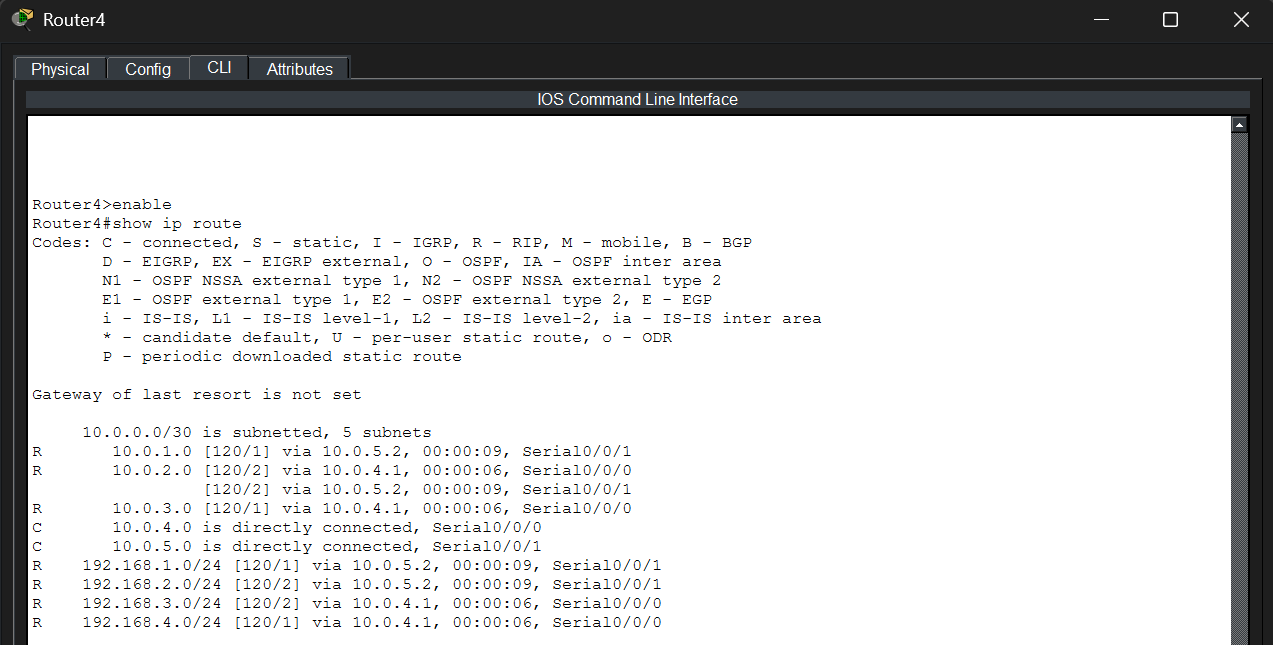 Router4
Physical Config CLI Attributes
IOS Command Line Interface
Router4>enable
Router4#show ip route
Codes: C - connected, S - static, I - IGRP, R - RIP, M - mobile, B - BGP
       D - EIGRP, EX - EIGRP external, O - OSPF, IA - OSPF inter area
       N1 - OSPF NSSA external type 1, N2 - OSPF NSSA external type 2
       E1 - OSPF external type 1, E2 - OSPF external type 2, E - EGP
       i - IS-IS, L1 - IS-IS level-1, L2 - IS-IS level-2, ia - IS-IS inter area
       * - candidate default, U - per-user static route, o - ODR
       P - periodic downloaded static route
Gateway of last resort is not set
     10.0.0.0/30 is subnetted, 5 subnets
R       10.0.1.0 [120/1] via 10.0.5.2, 00:00:09, Serial0/0/1
R       10.0.2.0 [120/2] via 10.0.4.1, 00:00:06, Serial0/0/0
                 [120/2] via 10.0.5.2, 00:00:09, Serial0/0/1
R       10.0.3.0 [120/1] via 10.0.4.1, 00:00:06, Serial0/0/0
C       10.0.4.0 is directly connected, Serial0/0/0
C       10.0.5.0 is directly connected, Serial0/0/1
R    192.168.1.0/24 [120/1] via 10.0.5.2, 00:00:09, Serial0/0/1
R    192.168.2.0/24 [120/2] via 10.0.5.2, 00:00:09, Serial0/0/1
R    192.168.3.0/24 [120/2] via 10.0.4.1, 00:00:06, Serial0/0/0
R    192.168.4.0/24 [120/1] via 10.0.4.1, 00:00:06, Serial0/0/0